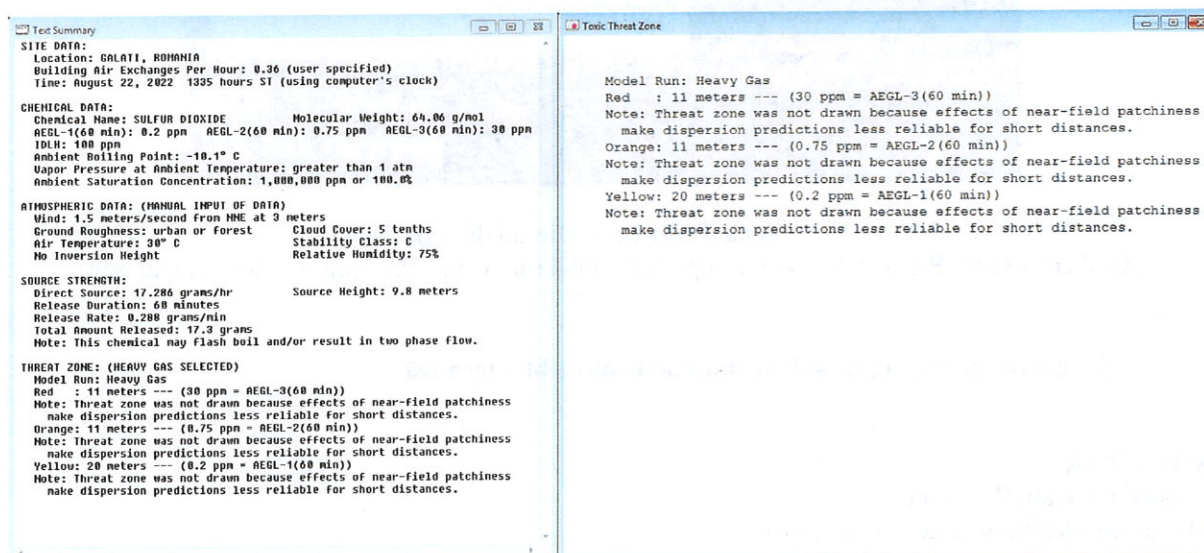 Text Summary
SITE DATA:
Location: GALATI, ROMANIA
Building Air Exchanges Per Hour: 0.36 (user specified)
Time: August 22, 2022 1335 hours ST (using computer's clock)
CHEMICAL DATA:
Chemical Name: SULFUR DIOXIDE Molecular Weight: 64.06 g/mol
AEGL-1(60 min): 0.2 ppm AEGL-2(60 min): 0.75 ppm AEGL-3(60 min): 30 ppm
IDLH: 100 ppm
Ambient Boiling Point: -10.1° C
Vapor Pressure at Ambient Temperature: greater than 1 atm
Ambient Saturation Concentration: 1,000,000 ppm or 100.0%
ATMOSPHERIC DATA: (MANUAL INPUT OF DATA)
Wind: 1.5 meters/second from NNE at 3 meters
Ground Roughness: urban or forest Cloud Cover: 5 tenths
Air Temperature: 30° C Stability Class: C
No Inversion Height Relative Humidity: 75%
SOURCE STRENGTH:
Direct Source: 17.286 grams/hr Source Height: 9.8 meters
Release Duration: 60 minutes
Release Rate: 0.288 grams/min
Total Amount Released: 17.3 grams
Note: This chemical may flash boil and/or result in two phase flow.
THREAT ZONE: (HEAVY GAS SELECTED)
Model Run: Heavy Gas
Red : 11 meters --- (30 ppm = AEGL-3(60 min))
Note: Threat zone was not drawn because effects of near-field patchiness
make dispersion predictions less reliable for short distances.
Orange: 11 meters --- (0.75 ppm = AEGL-2(60 min))
Note: Threat zone was not drawn because effects of near-field patchiness
make dispersion predictions less reliable for short distances.
Yellow: 20 meters --- (0.2 ppm = AEGL-1(60 min))
Note: Threat zone was not drawn because effects of near-field patchiness
make dispersion predictions less reliable for short distances.
Toxic Threat Zone
Model Run: Heavy Gas
Red : 11 meters --- (30 ppm = AEGL-3(60 min))
Note: Threat zone was not drawn because effects of near-field patchiness
make dispersion predictions less reliable for short distances.
Orange: 11 meters --- (0.75 ppm = AEGL-2(60 min))
Note: Threat zone was not drawn because effects of near-field patchiness
make dispersion predictions less reliable for short distances.
Yellow: 20 meters --- (0.2 ppm = AEGL-1(60 min))
Note: Threat zone was not drawn because effects of near-field patchiness
make dispersion predictions less reliable for short distances.